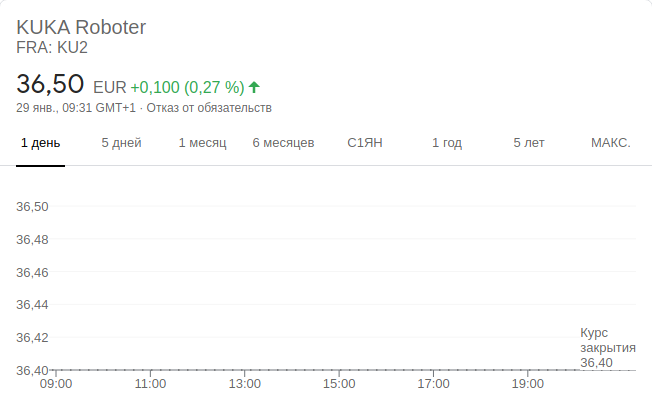 KUKA Roboter
FRA: KU2
36,50 EUR +0,100 (0,27 %)
29 янв., 09:31 GMT+1 · Отказ от обязательств
1 день 5 дней 1 месяц 6 месяцев С1ЯН 1 год 5 лет МАКС.
36,50
36,48
36,46
36,44
36,42
Курс
закрытия
36,40
36,40
09:00 11:00 13:00 15:00 17:00 19:00